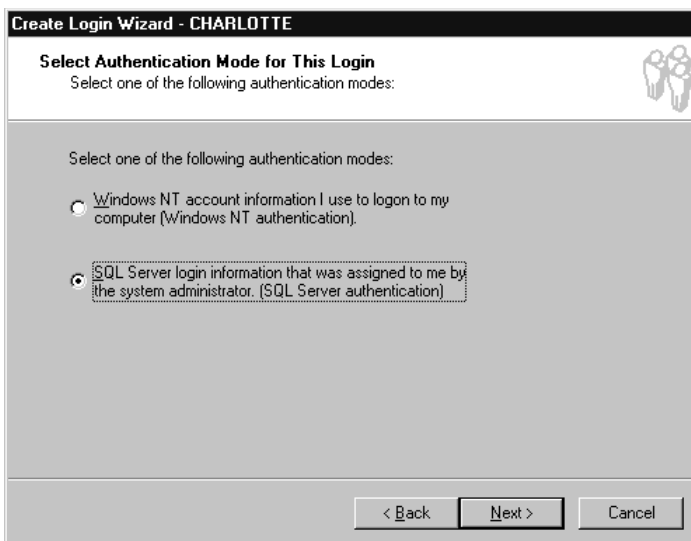 Create Login Wizard - CHARLOTTE
Select Authentication Mode for This Login
Select one of the following authentication modes:
Select one of the following authentication modes:
Windows NT account information I use to logon to my
computer (Windows NT authentication).
SQL Server login information that was assigned to me by
the system administrator. (SQL Server authentication)
< Back Next > Cancel